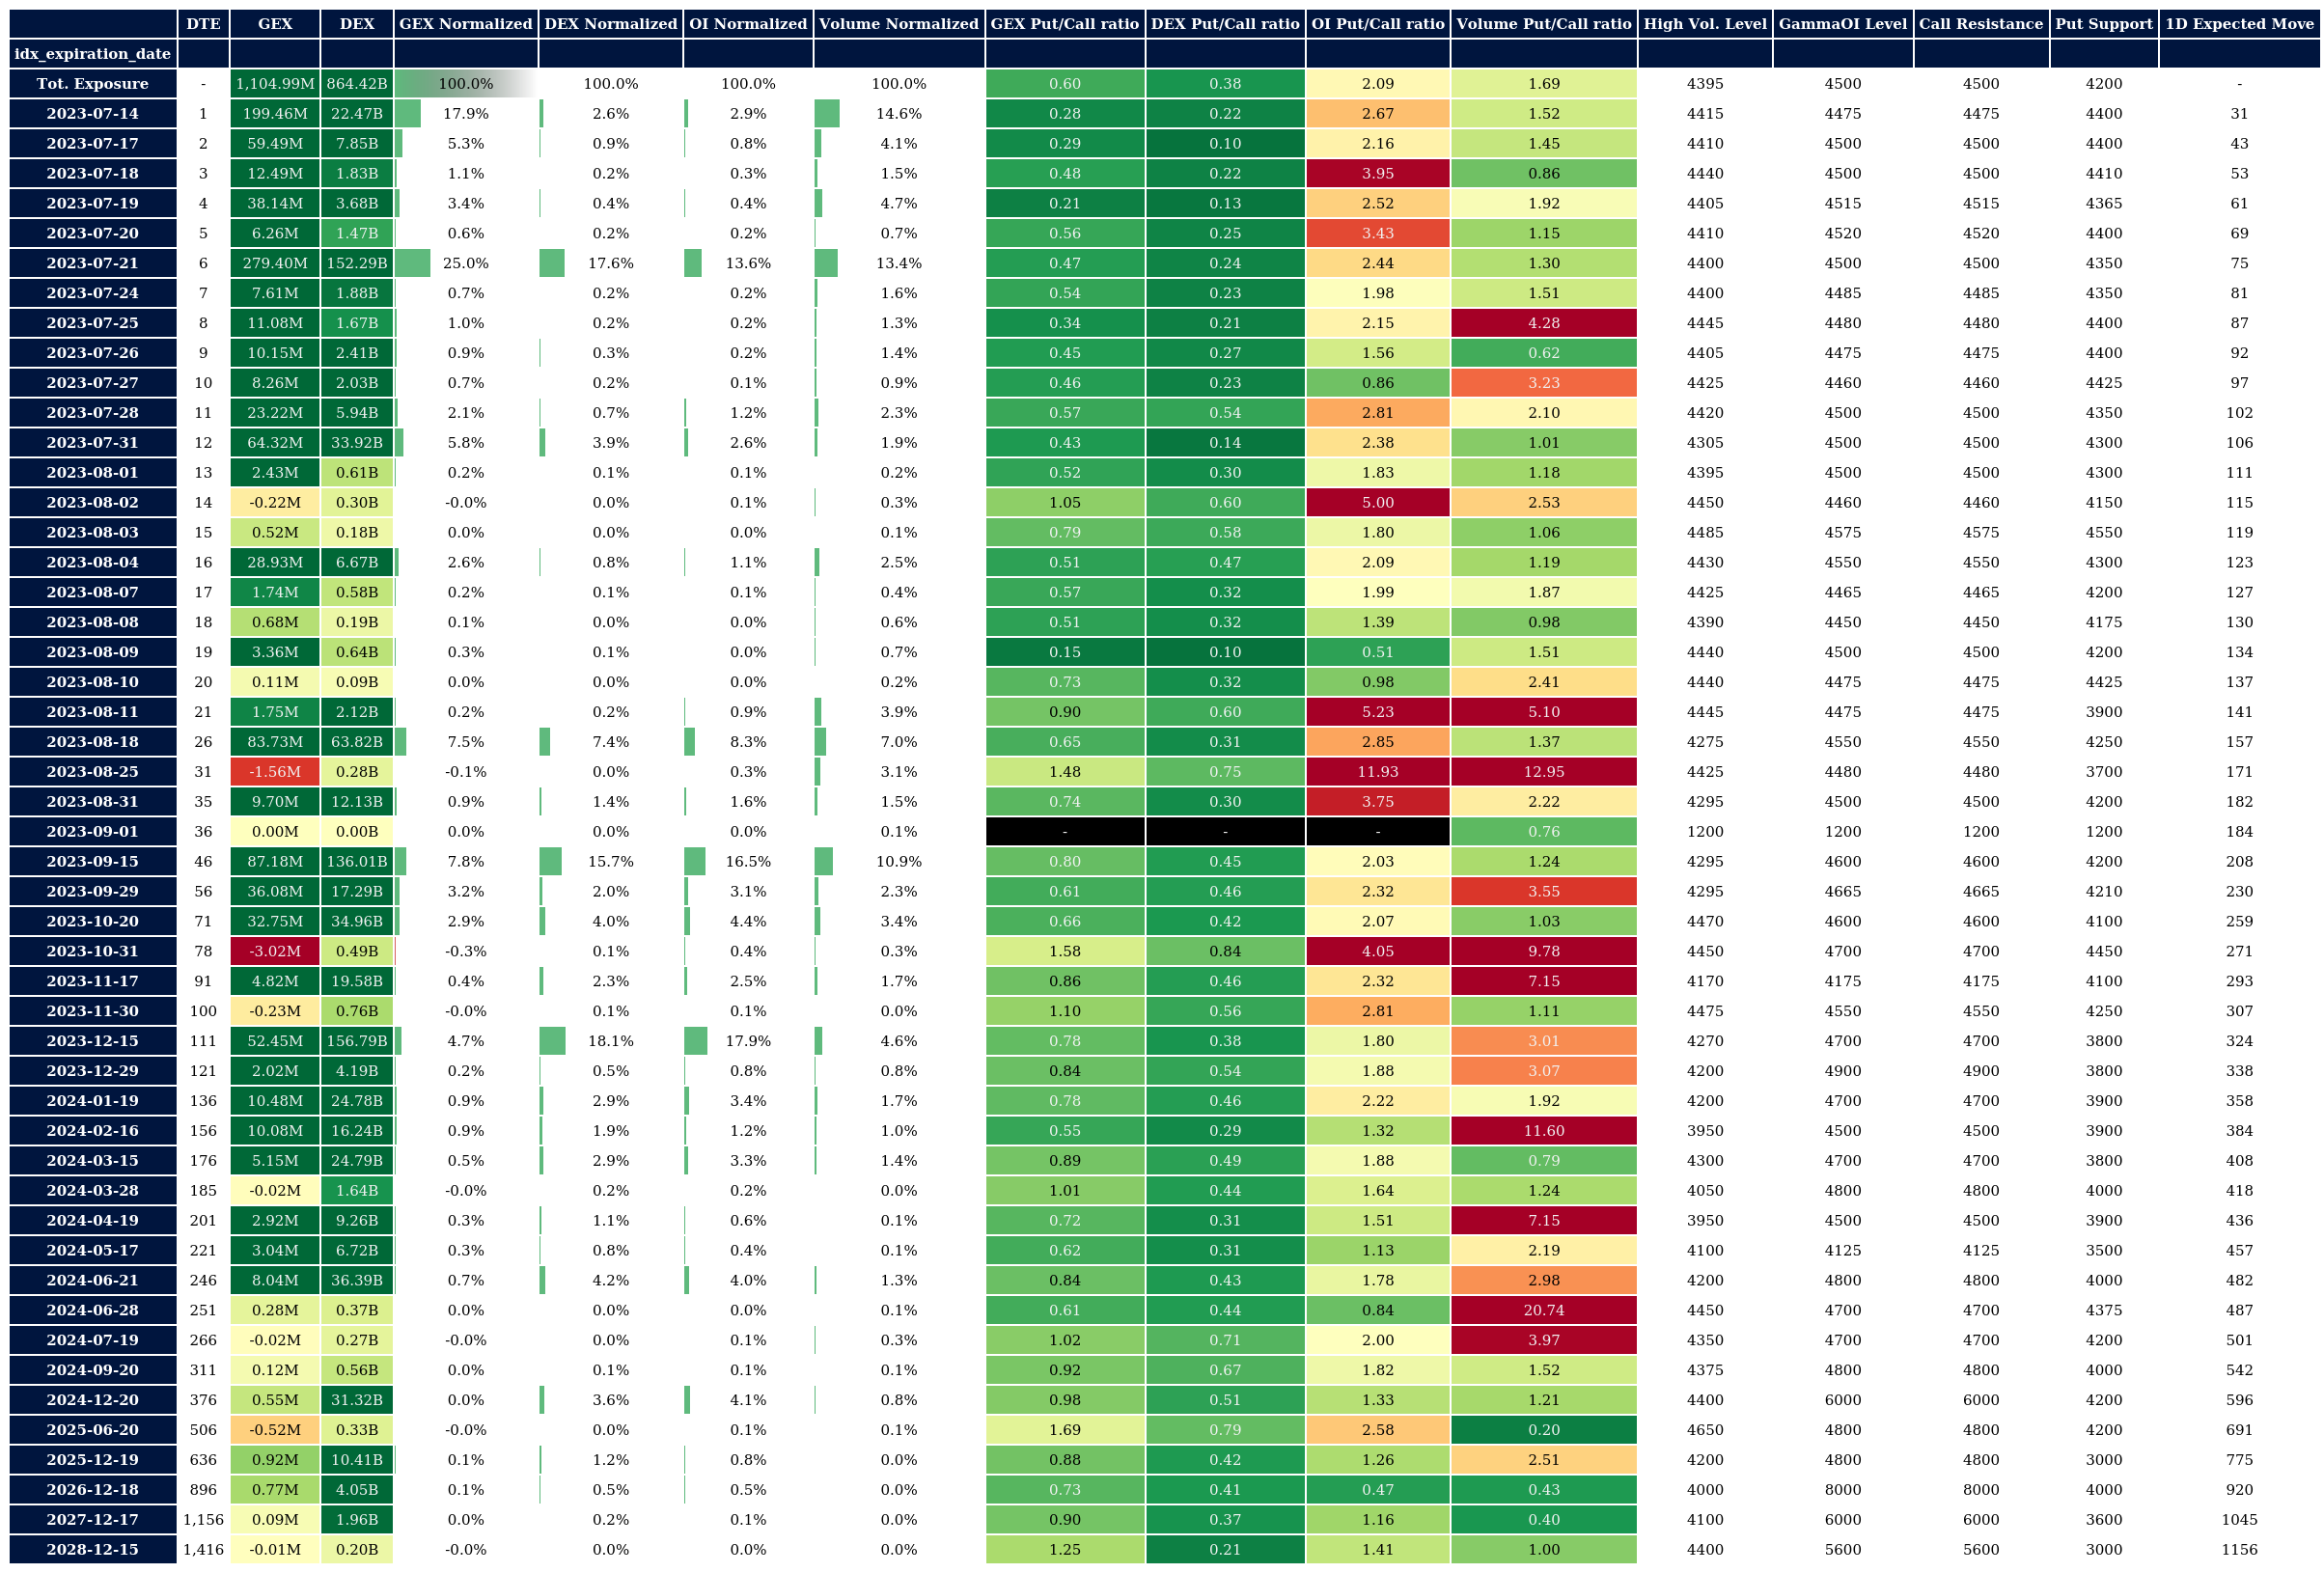 DTE GEX DEX GEX Normalized DEX Normalized OI Normalized Volume Normalized GEX Put/Call ratio DEX Put/Call ratio OI Put/Call ratio Volume Put/Call ratio High Vol. Level GammaOI Level Call Resistance Put Support 1D Expected Move
idx_expiration_date
Tot. Exposure - 1,104.99M 864.42B 100.0% 100.0% 100.0% 100.0% 0.60 0.38 2.09 1.69 4395 4500 4500 4200 -
2023-07-14 1 199.46M 22.47B 17.9% 2.6% 2.9% 14.6% 0.28 0.22 2.67 1.52 4415 4475 4475 4400 31
2023-07-17 2 59.49M 7.85B 5.3% 0.9% 0.8% 4.1% 0.29 0.10 2.16 1.45 4410 4500 4500 4400 43
2023-07-18 3 12.49M 1.83B 1.1% 0.2% 0.3% 1.5% 0.48 0.22 3.95 0.86 4440 4500 4500 4410 53
2023-07-19 4 38.14M 3.68B 3.4% 0.4% 0.4% 4.7% 0.21 0.13 2.52 1.92 4405 4515 4515 4365 61
2023-07-20 5 6.26M 1.47B 0.6% 0.2% 0.2% 0.7% 0.56 0.25 3.43 1.15 4410 4520 4520 4400 69
2023-07-21 6 279.40M 152.29B 25.0% 17.6% 13.6% 13.4% 0.47 0.24 2.44 1.30 4400 4500 4500 4350 75
2023-07-24 7 7.61M 1.88B 0.7% 0.2% 0.2% 1.6% 0.54 0.23 1.98 1.51 4400 4485 4485 4350 81
2023-07-25 8 11.08M 1.67B 1.0% 0.2% 0.2% 1.3% 0.34 0.21 2.15 4.28 4445 4480 4480 4400 87
2023-07-26 9 10.15M 2.41B 0.9% 0.3% 0.2% 1.4% 0.45 0.27 1.56 0.62 4405 4475 4475 4400 92
2023-07-27 10 8.26M 2.03B 0.7% 0.2% 0.1% 0.9% 0.46 0.23 0.86 3.23 4425 4460 4460 4425 97
2023-07-28 11 23.22M 5.94B 2.1% 0.7% 1.2% 2.3% 0.57 0.54 2.81 2.10 4420 4500 4500 4350 102
2023-07-31 12 64.32M 33.92B 5.8% 3.9% 2.6% 1.9% 0.43 0.14 2.38 1.01 4305 4500 4500 4300 106
2023-08-01 13 2.43M 0.61B 0.2% 0.1% 0.1% 0.2% 0.52 0.30 1.83 1.18 4395 4500 4500 4300 111
2023-08-02 14 -0.22M 0.30B -0.0% 0.0% 0.1% 0.3% 1.05 0.60 5.00 2.53 4450 4460 4460 4150 115
2023-08-03 15 0.52M 0.18B 0.0% 0.0% 0.0% 0.1% 0.79 0.58 1.80 1.06 4485 4575 4575 4550 119
2023-08-04 16 28.93M 6.67B 2.6% 0.8% 1.1% 2.5% 0.51 0.47 2.09 1.19 4430 4550 4550 4300 123
2023-08-07 17 1.74M 0.58B 0.2% 0.1% 0.1% 0.4% 0.57 0.32 1.99 1.87 4425 4465 4465 4200 127
2023-08-08 18 0.68M 0.19B 0.1% 0.0% 0.0% 0.6% 0.51 0.32 1.39 0.98 4390 4450 4450 4175 130
2023-08-09 19 3.36M 0.64B 0.3% 0.1% 0.0% 0.7% 0.15 0.10 0.51 1.51 4440 4500 4500 4200 134
2023-08-10 20 0.11M 0.09B 0.0% 0.0% 0.0% 0.2% 0.73 0.32 0.98 2.41 4440 4475 4475 4425 137
2023-08-11 21 1.75M 2.12B 0.2% 0.2% 0.9% 3.9% 0.90 0.60 5.23 5.10 4445 4475 4475 3900 141
2023-08-18 26 83.73M 63.82B 7.5% 7.4% 8.3% 7.0% 0.65 0.31 2.85 1.37 4275 4550 4550 4250 157
2023-08-25 31 -1.56M 0.28B -0.1% 0.0% 0.3% 3.1% 1.48 0.75 11.93 12.95 4425 4480 4480 3700 171
2023-08-31 35 9.70M 12.13B 0.9% 1.4% 1.6% 1.5% 0.74 0.30 3.75 2.22 4295 4500 4500 4200 182
2023-09-01 36 0.00M 0.00B 0.0% 0.0% 0.0% 0.1% - - - 0.76 1200 1200 1200 1200 184
2023-09-15 46 87.18M 136.01B 7.8% 15.7% 16.5% 10.9% 0.80 0.45 2.03 1.24 4295 4600 4600 4200 208
2023-09-29 56 36.08M 17.29B 3.2% 2.0% 3.1% 2.3% 0.61 0.46 2.32 3.55 4295 4665 4665 4210 230
2023-10-20 71 32.75M 34.96B 2.9% 4.0% 4.4% 3.4% 0.66 0.42 2.07 1.03 4470 4600 4600 4100 259
2023-10-31 78 -3.02M 0.49B -0.3% 0.1% 0.4% 0.3% 1.58 0.84 4.05 9.78 4450 4700 4700 4450 271
2023-11-17 91 4.82M 19.58B 0.4% 2.3% 2.5% 1.7% 0.86 0.46 2.32 7.15 4170 4175 4175 4100 293
2023-11-30 100 -0.23M 0.76B -0.0% 0.1% 0.1% 0.0% 1.10 0.56 2.81 1.11 4475 4550 4550 4250 307
2023-12-15 111 52.45M 156.79B 4.7% 18.1% 17.9% 4.6% 0.78 0.38 1.80 3.01 4270 4700 4700 3800 324
2023-12-29 121 2.02M 4.19B 0.2% 0.5% 0.8% 0.8% 0.84 0.54 1.88 3.07 4200 4900 4900 3800 338
2024-01-19 136 10.48M 24.78B 0.9% 2.9% 3.4% 1.7% 0.78 0.46 2.22 1.92 4200 4700 4700 3900 358
2024-02-16 156 10.08M 16.24B 0.9% 1.9% 1.2% 1.0% 0.55 0.29 1.32 11.60 3950 4500 4500 3900 384
2024-03-15 176 5.15M 24.79B 0.5% 2.9% 3.3% 1.4% 0.89 0.49 1.88 0.79 4300 4700 4700 3800 408
2024-03-28 185 -0.02M 1.64B -0.0% 0.2% 0.2% 0.0% 1.01 0.44 1.64 1.24 4050 4800 4800 4000 418
2024-04-19 201 2.92M 9.26B 0.3% 1.1% 0.6% 0.1% 0.72 0.31 1.51 7.15 3950 4500 4500 3900 436
2024-05-17 221 3.04M 6.72B 0.3% 0.8% 0.4% 0.1% 0.62 0.31 1.13 2.19 4100 4125 4125 3500 457
2024-06-21 246 8.04M 36.39B 0.7% 4.2% 4.0% 1.3% 0.84 0.43 1.78 2.98 4200 4800 4800 4000 482
2024-06-28 251 0.28M 0.37B 0.0% 0.0% 0.0% 0.1% 0.61 0.44 0.84 20.74 4450 4700 4700 4375 487
2024-07-19 266 -0.02M 0.27B -0.0% 0.0% 0.1% 0.3% 1.02 0.71 2.00 3.97 4350 4700 4700 4200 501
2024-09-20 311 0.12M 0.56B 0.0% 0.1% 0.1% 0.1% 0.92 0.67 1.82 1.52 4375 4800 4800 4000 542
2024-12-20 376 0.55M 31.32B 0.0% 3.6% 4.1% 0.8% 0.98 0.51 1.33 1.21 4400 6000 6000 4200 596
2025-06-20 506 -0.52M 0.33B -0.0% 0.0% 0.1% 0.1% 1.69 0.79 2.58 0.20 4650 4800 4800 4200 691
2025-12-19 636 0.92M 10.41B 0.1% 1.2% 0.8% 0.0% 0.88 0.42 1.26 2.51 4200 4800 4800 3000 775
2026-12-18 896 0.77M 4.05B 0.1% 0.5% 0.5% 0.0% 0.73 0.41 0.47 0.43 4000 8000 8000 4000 920
2027-12-17 1,156 0.09M 1.96B 0.0% 0.2% 0.1% 0.0% 0.90 0.37 1.16 0.40 4100 6000 6000 3600 1045
2028-12-15 1,416 -0.01M 0.20B -0.0% 0.0% 0.0% 0.0% 1.25 0.21 1.41 1.00 4400 5600 5600 3000 1156